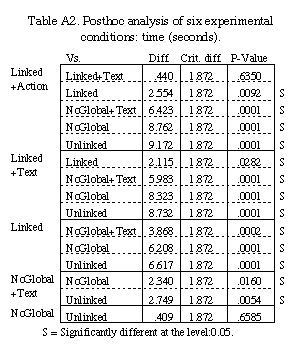 Table A2. Posthoc analysis of six experimental
conditions: time (seconds).
Vs. Diff. Crit. diff. P-Value
Linked +Action Linked+Text .440 1.872 .6350
Linked 2.554 1.872 .0092 S
NoGlobal+Text 6.423 1.872 .0001 S
NoGlobal 8.762 1.872 .0001 S
Unlinked 9.172 1.872 .0001 S
Linked +Text Linked 2.115 1.872 .0282 S
NoGlobal+Text 5.983 1.872 .0001 S
NoGlobal 8.323 1.872 .0001 S
Unlinked 8.732 1.872 .0001 S
Linked NoGlobal+Text 3.868 1.872 .0002 S
NoGlobal 6.208 1.872 .0001 S
Unlinked 6.617 1.872 .0001 S
NoGlobal +Text NoGlobal 2.340 1.872 .0160 S
Unlinked 2.749 1.872 .0054 S
NoGlobal Unlinked .409 1.872 .6585
S = Significantly different at the level:0.05.